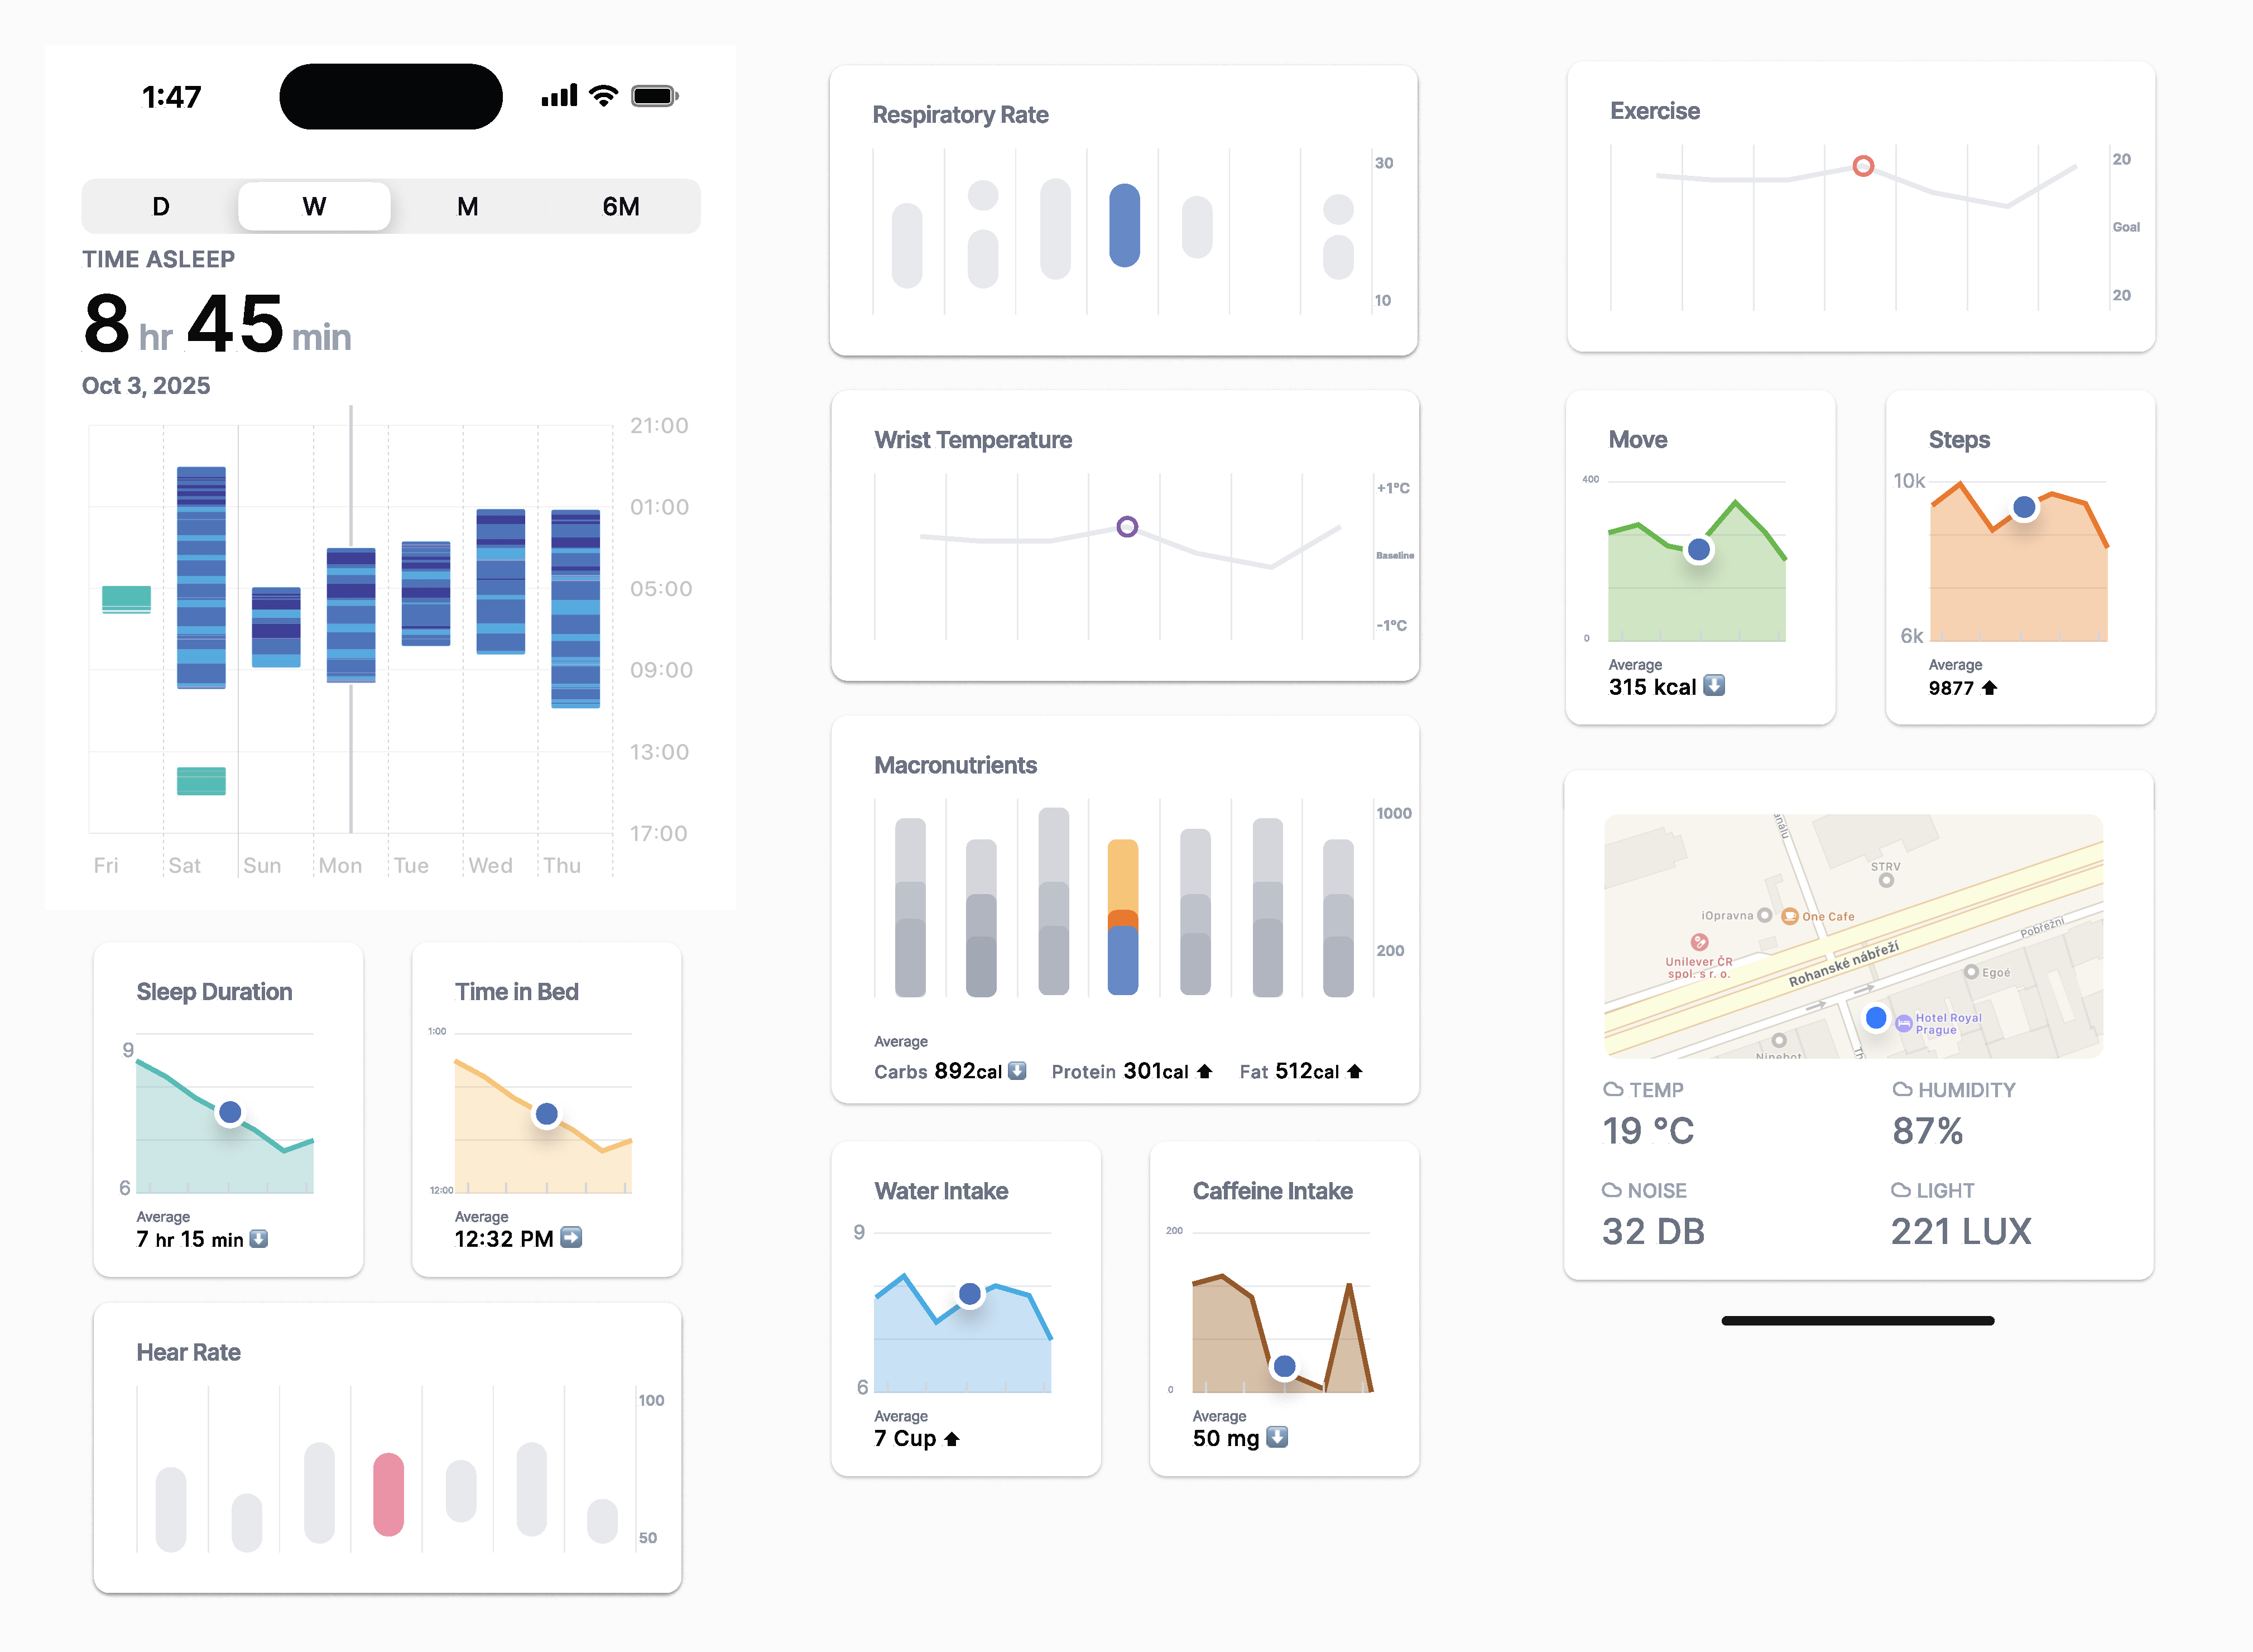 1:47
D W M 6M
TIME ASLEEP
8 hr 45 min
Oct 3, 2025
21:00
01:00
05:00
09:00
13:00
17:00
Fri Sat Sun Mon Tue Wed Thu
Sleep Duration
9
6
Average
7 hr 15 min ⬇️
Time in Bed
1:00
12:00
Average
12:32 PM ➡️
Hear Rate
100
50
Respiratory Rate
30
10
Wrist Temperature
+1°C
Baseline
-1°C
Macronutrients
1000
200
Average
Carbs 892cal ⬇️ Protein 301cal ⬆ Fat 512cal ⬆
Water Intake
9
6
Average
7 Cup ⬆
Caffeine Intake
200
0
Average
50 mg ⬇️
Exercise
20
Goal
20
Move
400
0
Average
315 kcal ⬇️
Steps
10k
6k
Average
9877 ⬆
STRV
iOpravna
One Cafe
Unilever ČR
spol. s r. o.
Rohanské nábřeží
Pobřežní
Egoé
Hotel Royal
Prague
TEMP
19 °C
HUMIDITY
87%
NOISE
32 DB
LIGHT
221 LUX